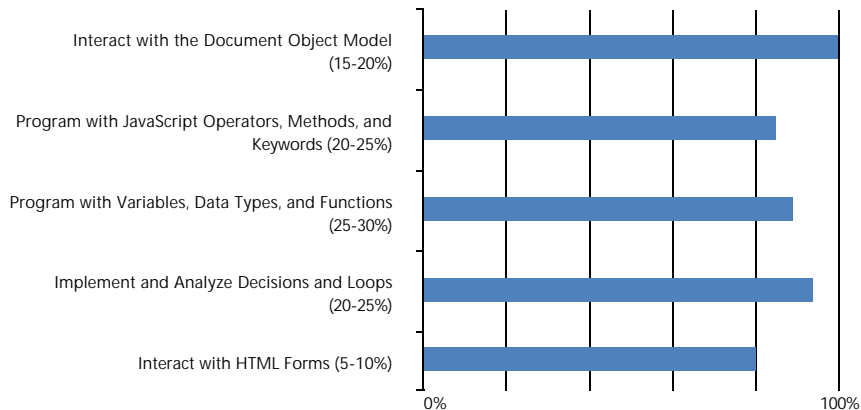 Interact with the Document Object Model
(15-20%)
Program with JavaScript Operators, Methods, and
Keywords (20-25%)
Program with Variables, Data Types, and Functions
(25-30%)
Implement and Analyze Decisions and Loops
(20-25%)
Interact with HTML Forms (5-10%)
0%
100%